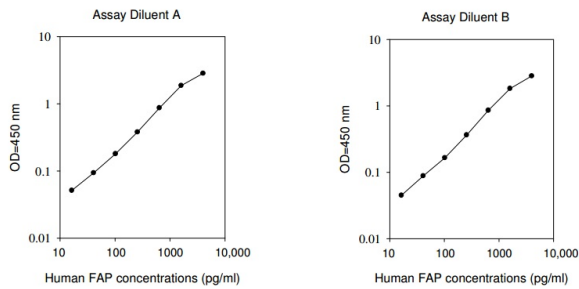 Assay Diluent A
10
1
0.1
0.01
OD=450 nm
10
100
1000
10,000
Human FAP concentrations (pg/ml)
Assay Diluent B
10
1
0.1
0.01
OD=450 nm
10
100
1000
10,000
Human FAP concentrations (pg/ml)